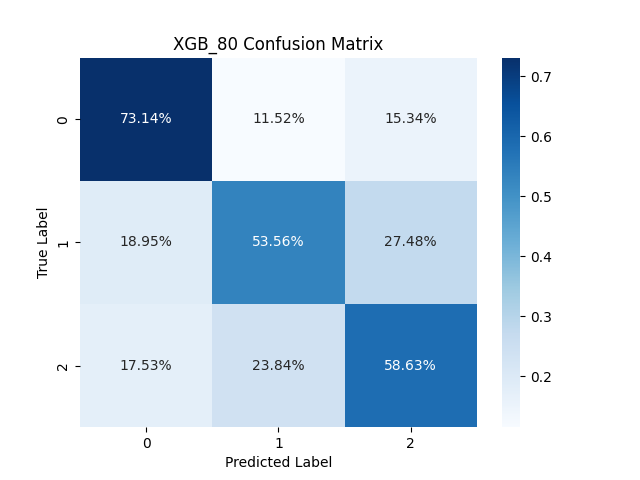 XGB_80 Confusion Matrix
True Label
0
73.14% 11.52% 15.34%
1
18.95% 53.56% 27.48%
2
17.53% 23.84% 58.63%
0 1 2
Predicted Label
0.7
0.6
0.5
0.4
0.3
0.2